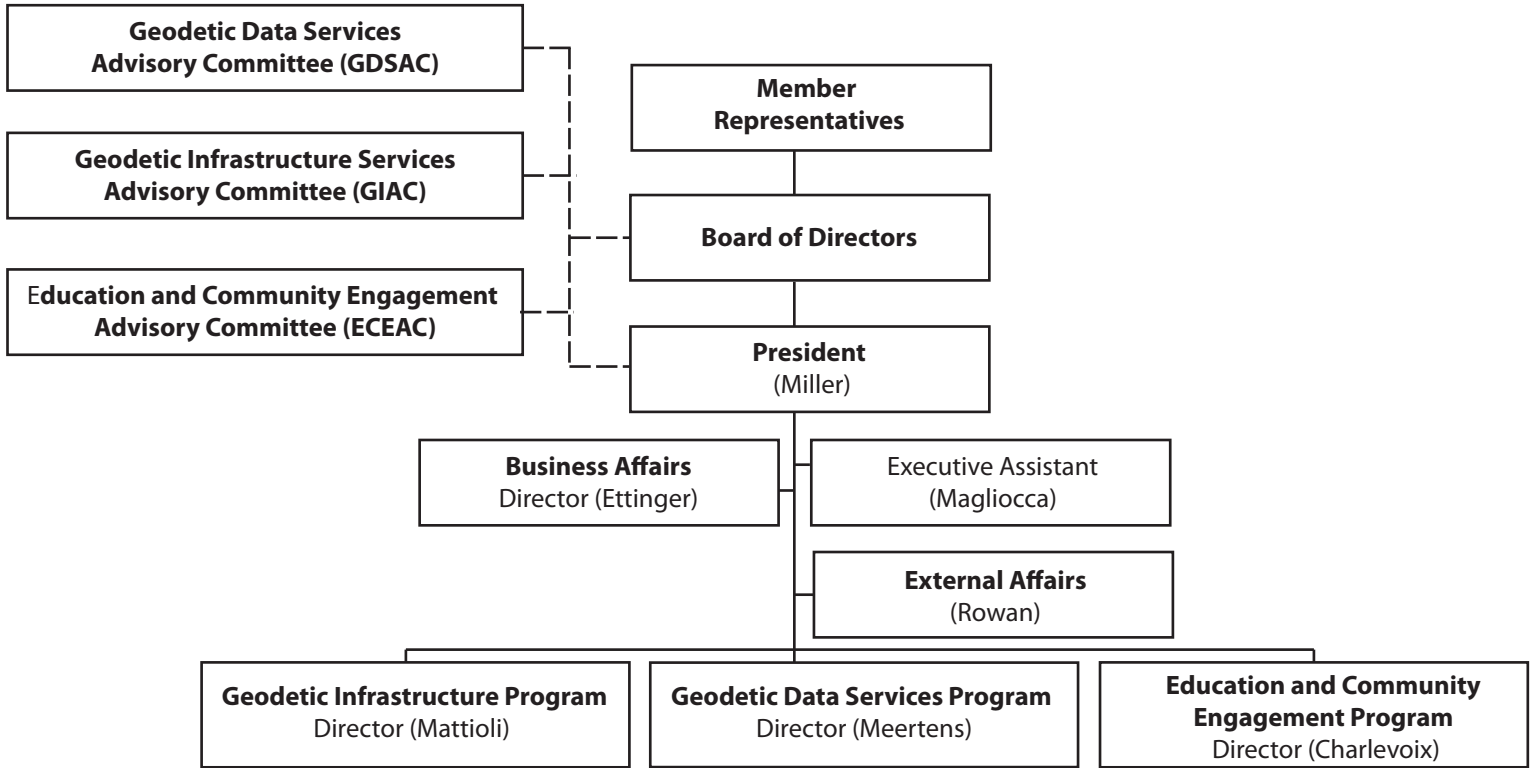 Geodetic Data Services
Advisory Committee (GDSAC)
Geodetic Infrastructure Services
Advisory Committee (GIAC)
Education and Community Engagement
Advisory Committee (ECEAC)
Member
Representatives
Board of Directors
President
(Miller)
Business Affairs
Director (Ettinger)
Executive Assistant
(Magliocca)
External Affairs
(Rowan)
Geodetic Infrastructure Program
Director (Mattioli)
Geodetic Data Services Program
Director (Meertens)
Education and Community
Engagement Program
Director (Charlevoix)